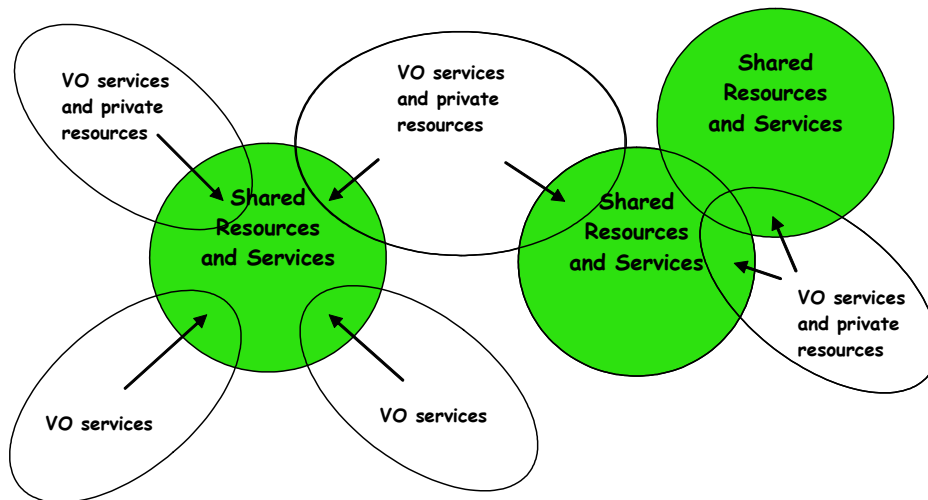 VO services
and private
resources
VO services
and private
resources
Shared
Resources
and Services
Shared
Resources
and Services
Shared
Resources
and Services
VO services
and private
resources
VO services
VO services